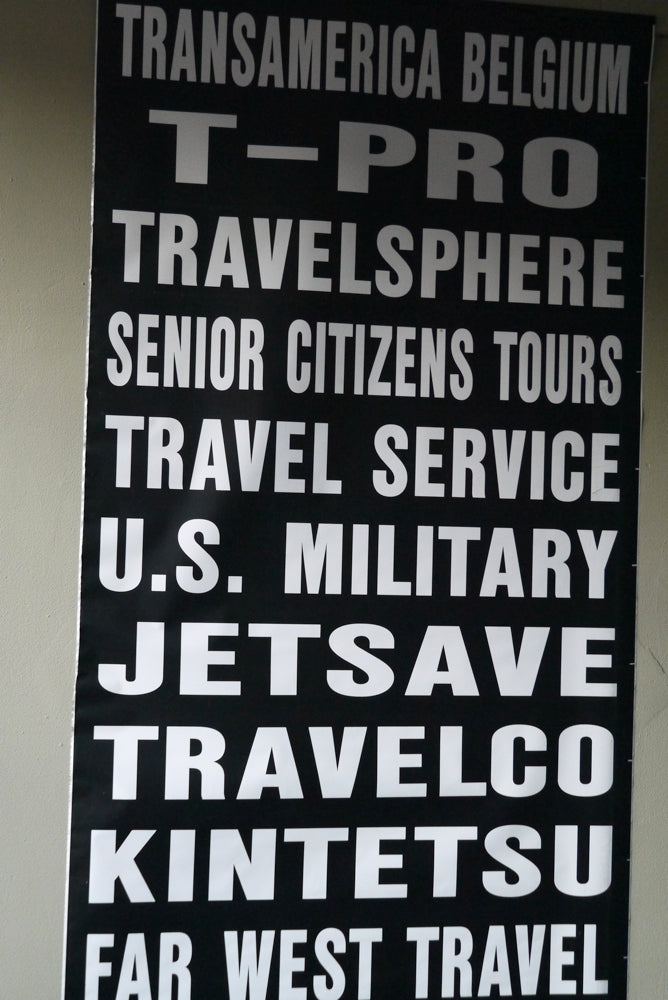 TRANSAMERICA BELGIUM
T-PRO
TRAVELSPHERE
SENIOR CITIZENS TOURS
TRAVEL SERVICE
U.S. MILITARY
JETSAVE
TRAVELCO
KINTETSU
FAR WEST TRAVEL